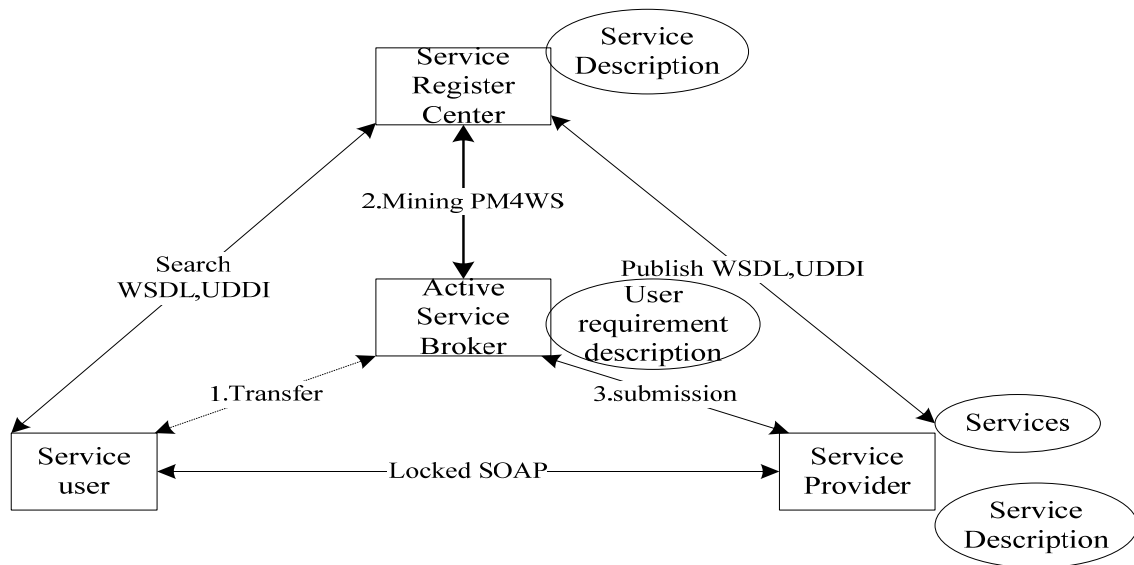 Service
Description
Service
Register
Center
2.Mining PM4WS
Search
WSDL,UDDI
Publish WSDL,UDDI
Active
Service
Broker
User
requirement
description
1.Transfer
3.submission
Services
Service
user
Locked SOAP
Service
Provider
Service
Description